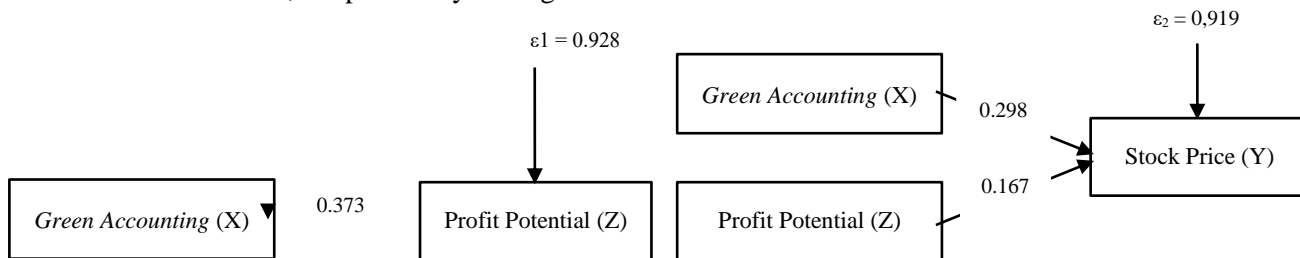 ε₂ = 0,919
ε1 = 0.928
Green Accounting (X)
0.298
Stock Price (Y)
0.167
Green Accounting (X)
0.373
Profit Potential (Z)
Profit Potential (Z)